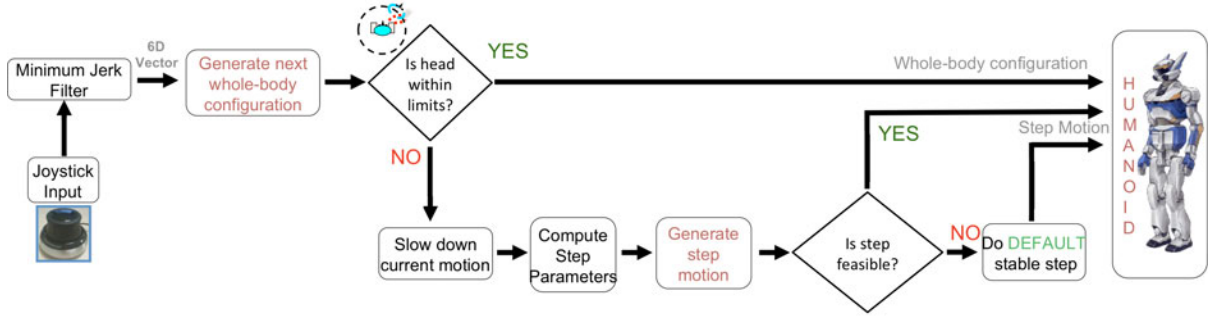 Joystick
Input
Minimum Jerk
Filter
6D
Vector
Generate next
whole-body
configuration
Is head
within
limits?
YES
Whole-body configuration
NO
Slow down
current motion
Compute
Step
Parameters
Generate
step
motion
Is step
feasible?
YES
Step Motion
NO
Do DEFAULT
stable step
HUMANOID